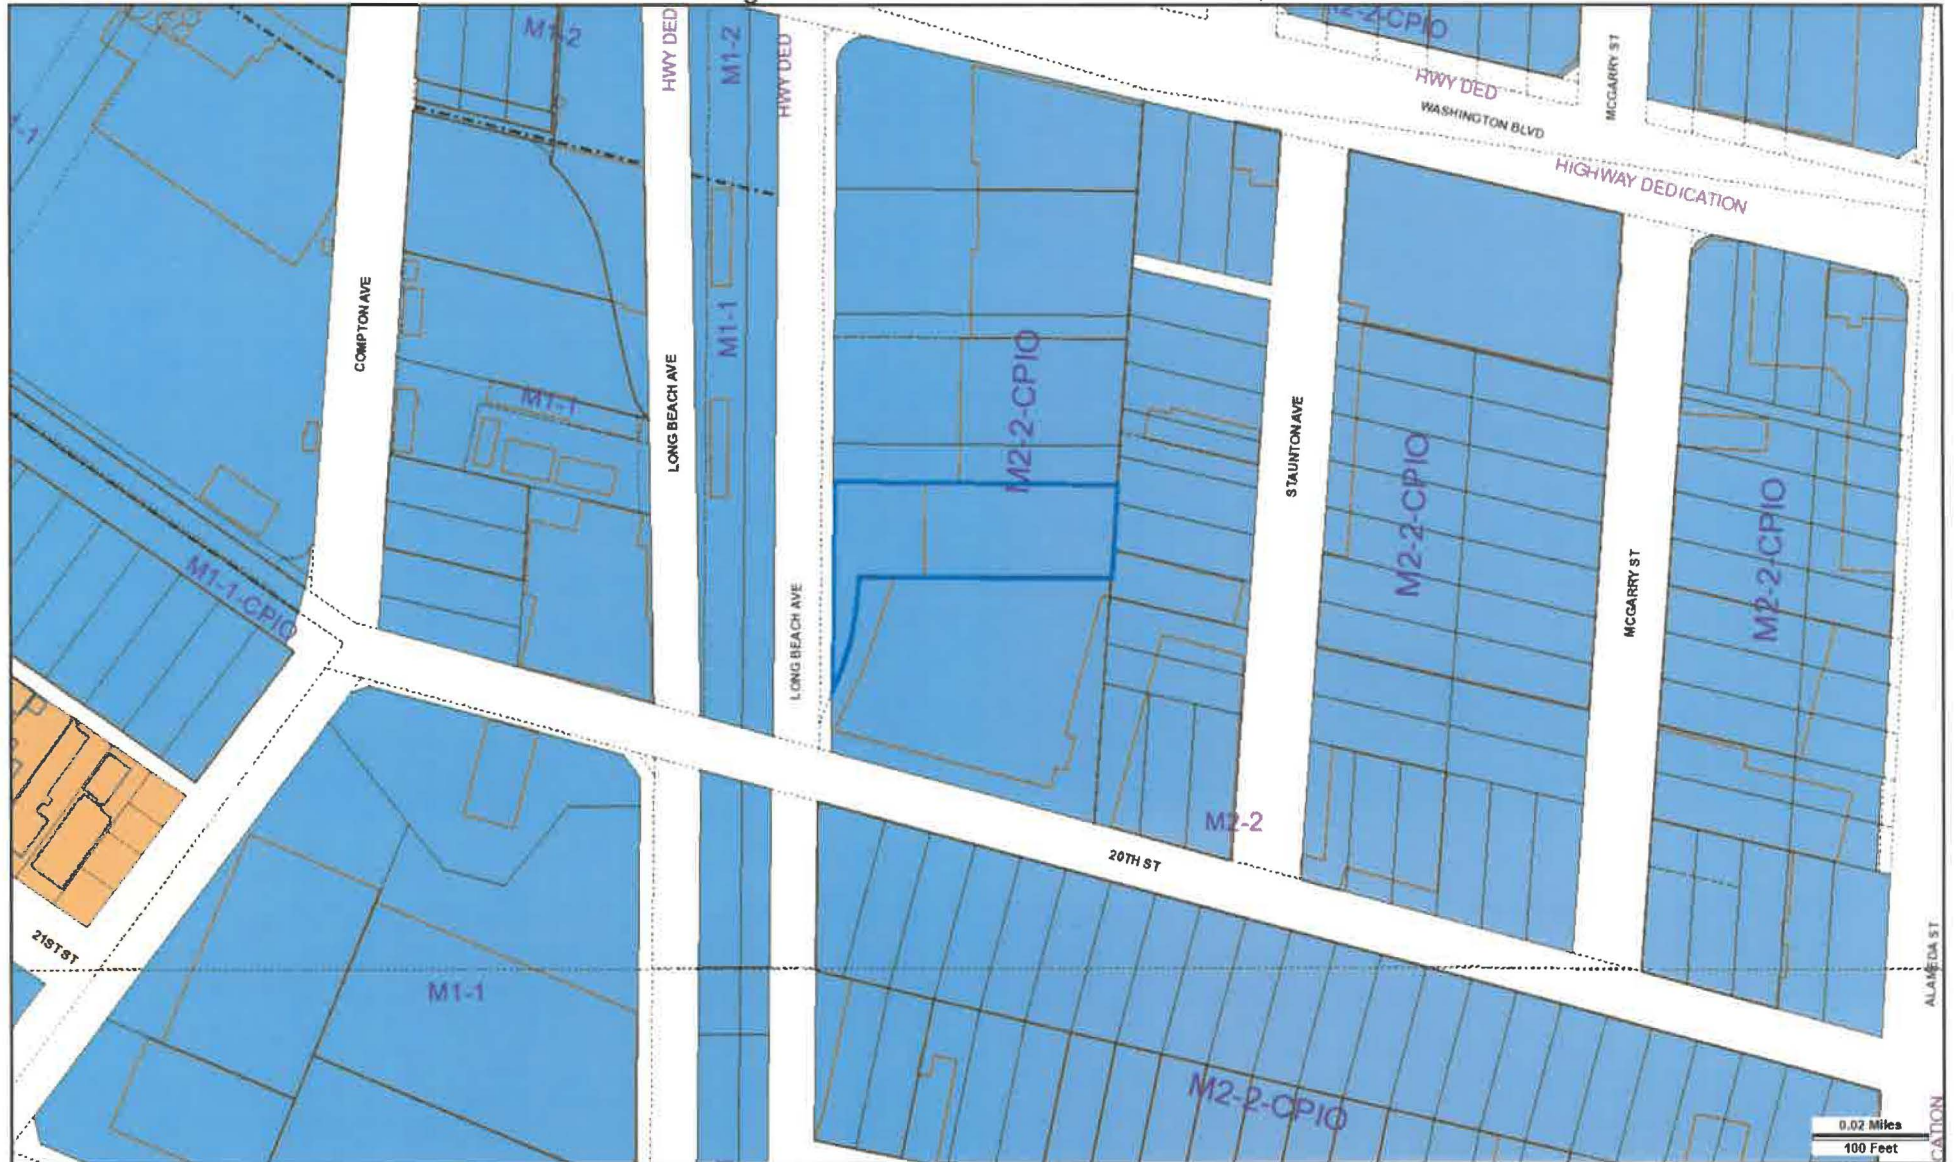 M1-2
HWY DED
M1-2
HWY DED
M2-2-CPIO
HWY DED
WASHINGTON BLVD
MCGARRY ST
HIGHWAY DEDICATION
COMPTON AVE
LONG BEACH AVE
M1-1
M1-1
M2-2-CPIO
STAUNTON AVE
M2-2-CPIO
MCGARRY ST
M2-2-CPIO
M1-1-CPIO
LONG BEACH AVE
M2-2
20TH ST
21ST ST
M1-1
ALAMEDA ST
M2-2-CPIO
0.02 Miles
100 Feet